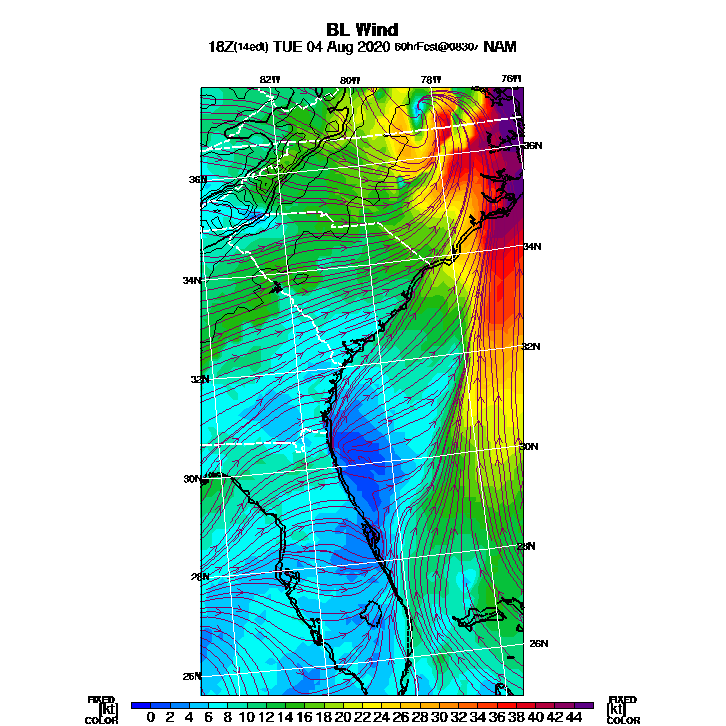 BL Wind
18Z(14edt) TUE 04 Aug 2020 60hrFcst@0830z NAM
82W 80W 78W 76W
36N 36N
34N 34N
32N 32N
30N 30N
28N 28N
26N 26N
FIXED FIXED
[kt] 0 2 4 6 8 10 12 14 16 18 20 22 24 26 28 30 32 34 36 38 40 42 44 [kt]
COLOR COLOR